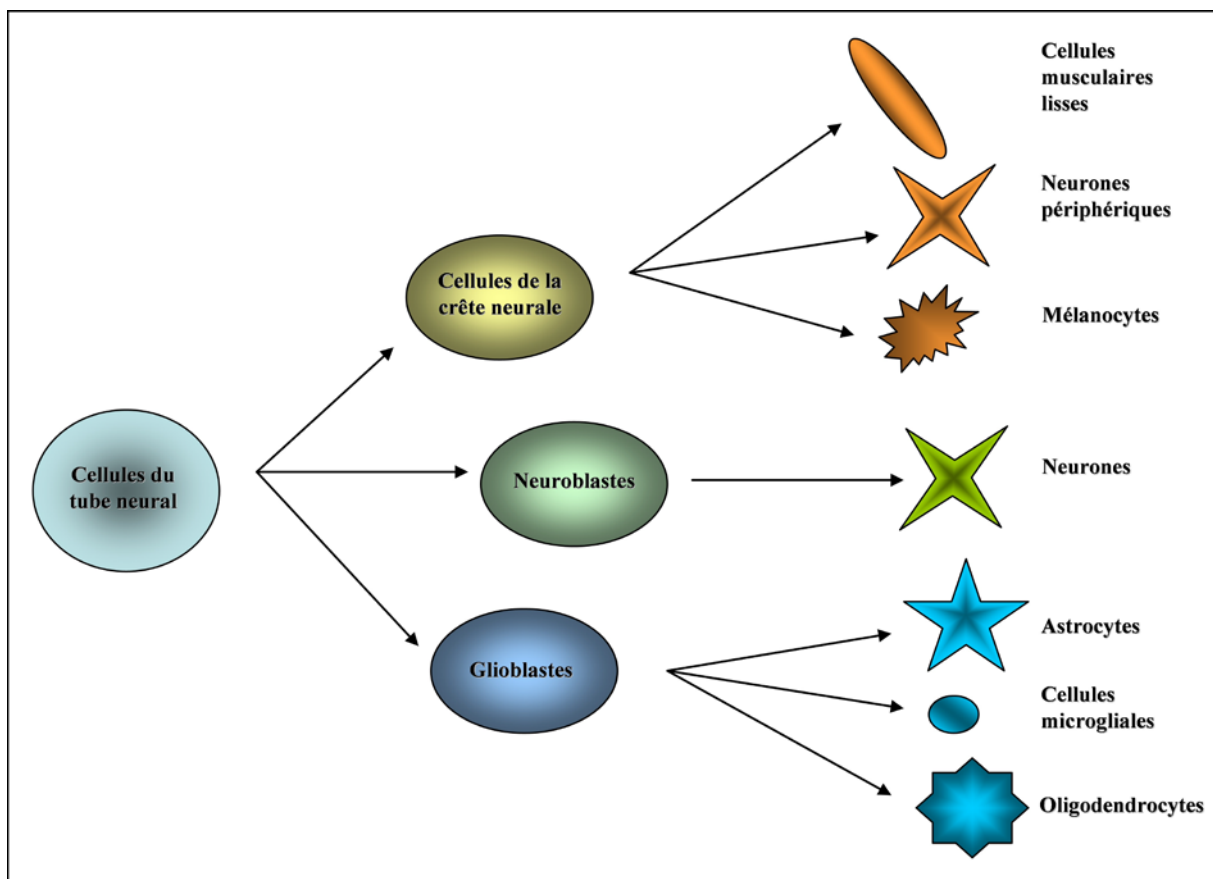 Cellules du
tube neural
Cellules de la
crête neurale
Neuroblastes
Glioblastes
Cellules
musculaires
lisses
Neurones
périphériques
Mélanocytes
Neurones
Astrocytes
Cellules
microgliales
Oligodendrocytes